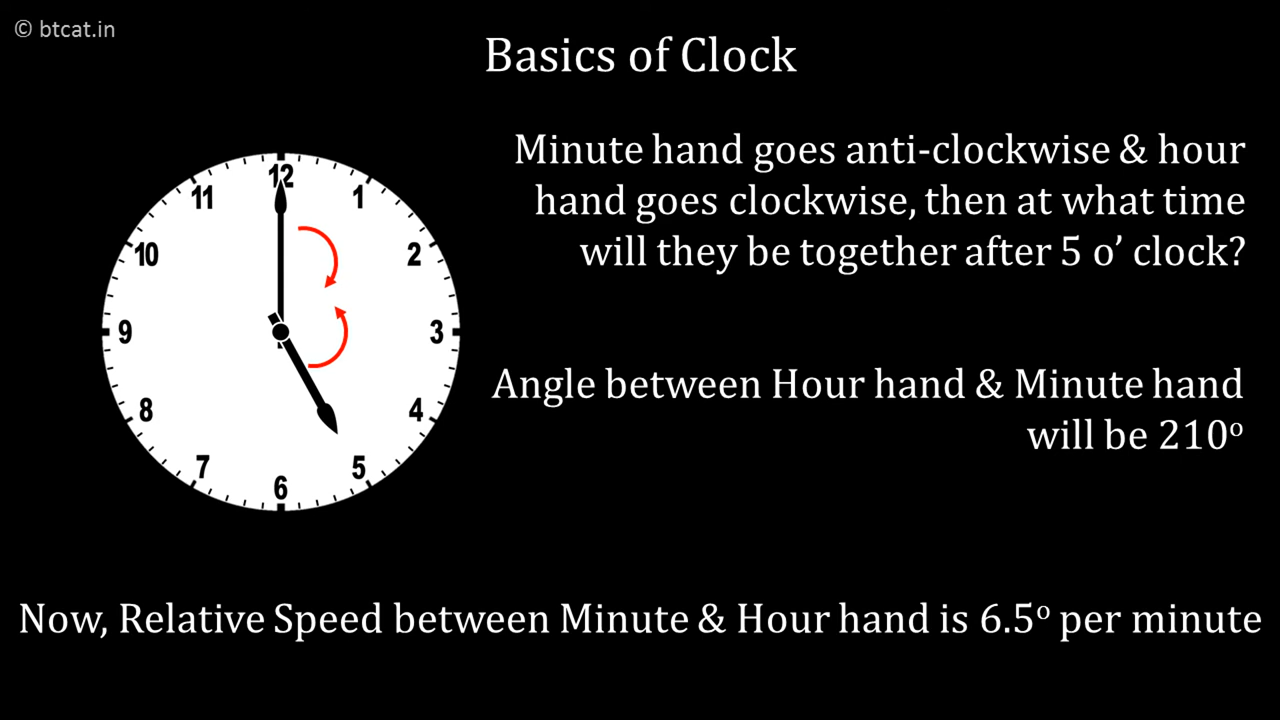 © btcat.in
Basics of Clock
Minute hand goes anti-clockwise & hour
hand goes clockwise, then at what time
will they be together after 5 o’ clock?
12
11
1
10
2
9
3
8
4
7
5
6
Angle between Hour hand & Minute hand
will be 210º
Now, Relative Speed between Minute & Hour hand is 6.5º per minute